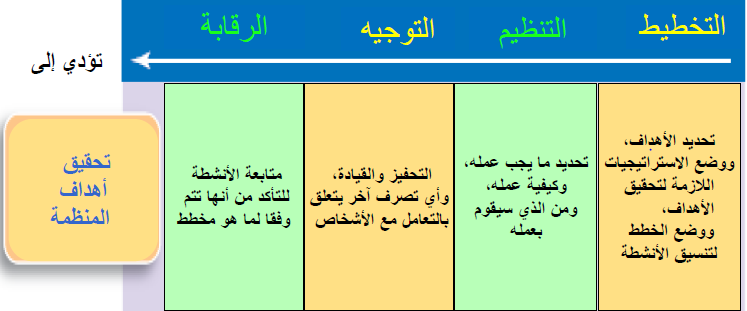 التخطيط
التنظيم
التوجيه
الرقابة
تحديد الأهداف،
ووضع الاستراتيجيات
اللازمة لتحقيق
الأهداف،
ووضع الخطط
لتنسيق الأنشطة
تحديد ما يجب عمله،
وكيفية عمله،
ومن الذي سيقوم
بعمله
التحفيز والقيادة،
وأي تصرف آخر يتعلق
بالتعامل مع الأشخاص
متابعة الأنشطة
للتأكد من أنها تتم
وفقا لما هو مخطط
تؤدي إلى
تحقيق
أهداف
المنظمة